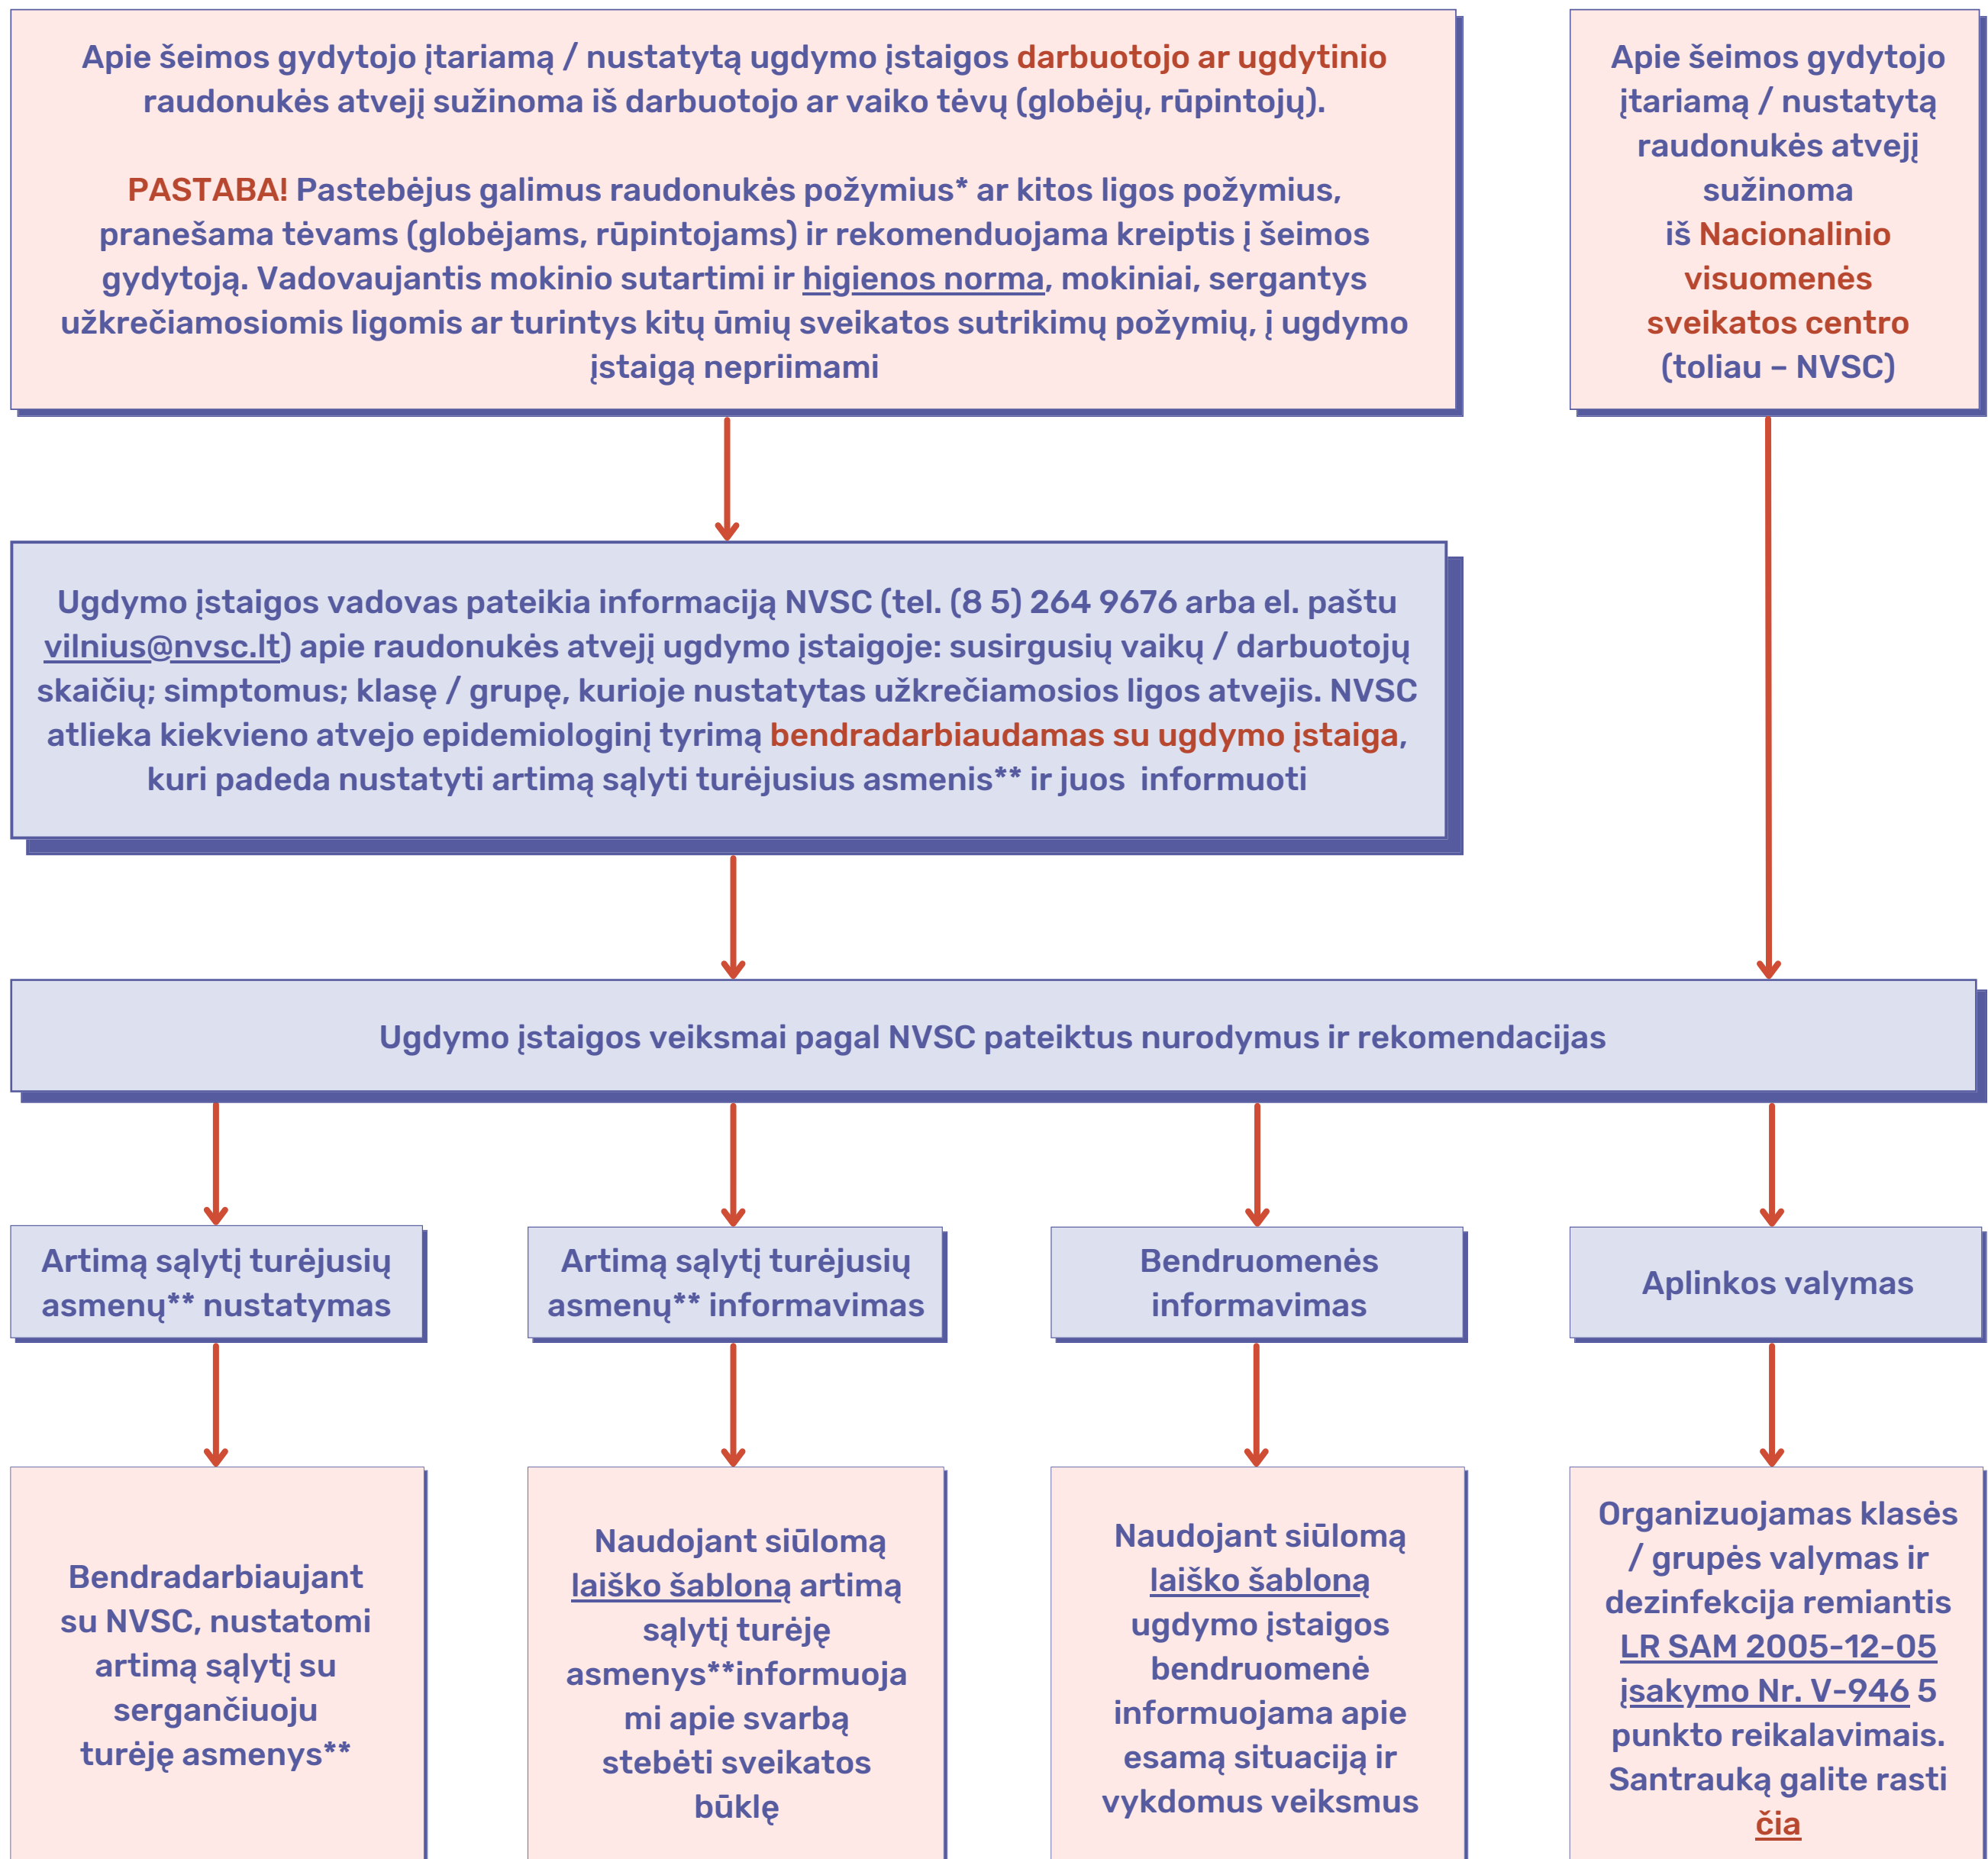 Apie šeimos gydytojo įtariamą / nustatytą ugdymo įstaigos darbuotojo ar ugdytinio
raudonukės atvejį sužinoma iš darbuotojo ar vaiko tėvų (globėjų, rūpintojų).
PASTABA! Pastebėjus galimus raudonukės požymius* ar kitos ligos požymius,
pranešama tėvams (globėjams, rūpintojams) ir rekomenduojama kreiptis į šeimos
gydytoją. Vadovaujantis mokinio sutartimi ir higienos norma, mokiniai, sergantys
užkrečiamosiomis ligomis ar turintys kitų ūmių sveikatos sutrikimų požymių, į ugdymo
įstaigą nepriimami
Apie šeimos gydytojo
įtariamą / nustatytą
raudonukės atvejį
sužinoma
iš Nacionalinio
visuomenės
sveikatos centro
(toliau – NVSC)
Ugdymo įstaigos vadovas pateikia informaciją NVSC (tel. (8 5) 264 9676 arba el. paštu
vilnius@nvsc.lt) apie raudonukės atvejį ugdymo įstaigoje: susirgusių vaikų / darbuotojų
skaičių; simptomus; klasę / grupę, kurioje nustatytas užkrečiamosios ligos atvejis. NVSC
atlieka kiekvieno atvejo epidemiologinį tyrimą bendradarbiaudamas su ugdymo įstaiga,
kuri padeda nustatyti artimą sąlyti turėjusius asmenis** ir juos informuoti
Ugdymo įstaigos veiksmai pagal NVSC pateiktus nurodymus ir rekomendacijas
Artimą sąlytį turėjusių
asmenų** nustatymas
Artimą sąlytį turėjusių
asmenų** informavimas
Bendruomenės
informavimas
Aplinkos valymas
Bendradarbiaujant
su NVSC, nustatomi
artimą sąlytį su
sergančiuoju
turėję asmenys**
Naudojant siūlomą
laiško šabloną artimą
sąlytį turėję
asmenys**informuoja
mi apie svarbą
stebėti sveikatos
būklę
Naudojant siūlomą
laiško šabloną
ugdymo įstaigos
bendruomenė
informuojama apie
esamą situaciją ir
vykdomus veiksmus
Organizuojamas klasės
/ grupės valymas ir
dezinfekcija remiantis
LR SAM 2005-12-05
įsakymo Nr. V-946 5
punkto reikalavimais.
Santrauką galite rasti
čia